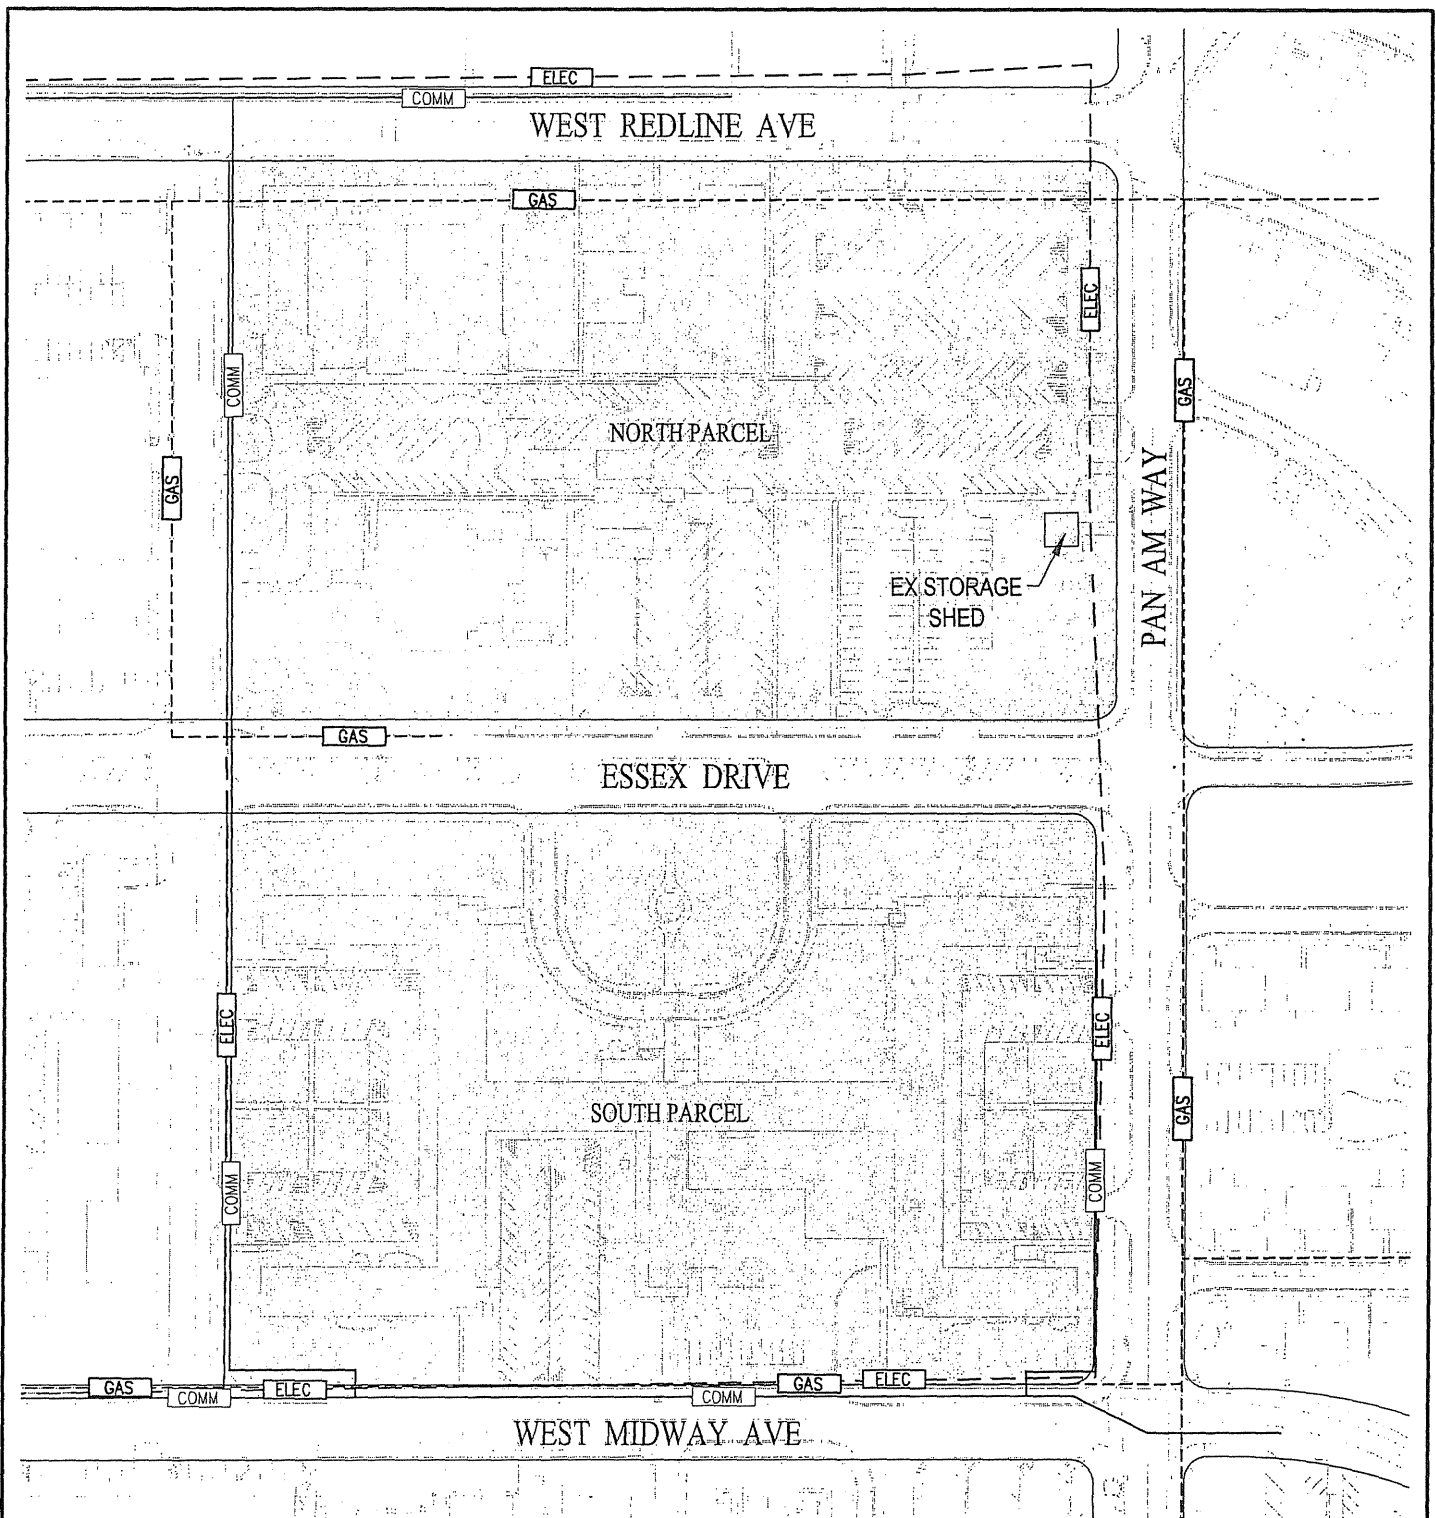 ELEC
COMM
WEST REDLINE AVE
GAS
ELEC
COMM
GAS
NORTH PARCEL
GAS
PAN AM WAY
EX STORAGE
SHED
GAS
ESSEX DRIVE
ELEC
ELEC
SOUTH PARCEL
GAS
COMM
COMM
GAS
COMM
ELEC
COMM
GAS
ELEC
WEST MIDWAY AVE